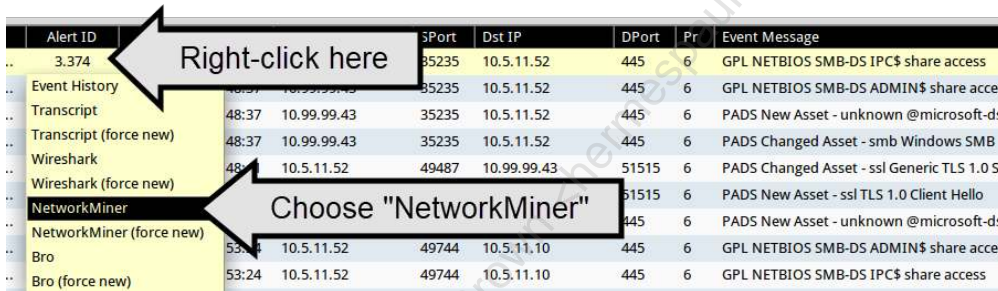 Alert ID SPort Dst IP DPort Pr Event Message
.. 3.374 Right-click here 35235 10.5.11.52 445 6 GPL NETBIOS SMB-DS IPC$ share access
.. Event History 35235 10.5.11.52 445 6 GPL NETBIOS SMB-DS ADMIN$ share acce
.. Transcript 48:37 10.99.99.43 35235 10.5.11.52 445 6 PADS New Asset - unknown @microsoft-ds
.. Transcript (force new) 48:37 10.99.99.43 35235 10.5.11.52 445 6 PADS Changed Asset - smb Windows SMB
.. Wireshark 10.5.11.52 49487 10.99.99.43 51515 6 PADS Changed Asset - ssl Generic TLS 1.0 S
.. Wireshark (force new) 51515 6 PADS New Asset - ssl TLS 1.0 Client Hello
.. NetworkMiner Choose "NetworkMiner" 445 6 PADS New Asset - unknown @microsoft-ds
.. NetworkMiner (force new) 10.5.11.52 49744 10.5.11.10 445 6 GPL NETBIOS SMB-DS ADMIN$ share acce
.. Bro 53:24 10.5.11.52 49744 10.5.11.10 445 6 GPL NETBIOS SMB-DS IPC$ share access
.. Bro (force new)